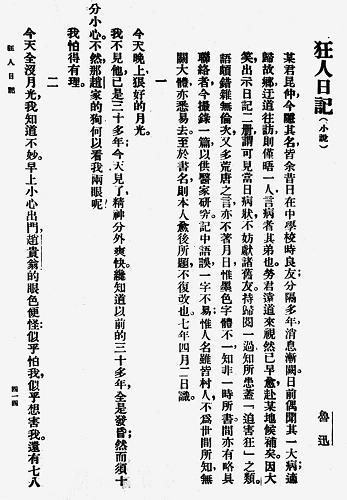 狂人日記(小說)
魯迅
某君昆仲,今隱其名,皆余昔日在中學校時良友;分隔多年,消息漸闕。日前偶聞其一大病;適
歸故鄉,迂道往訪,則僅晤一人,言病者其弟也。勞君遠道來視,然已早愈,赴某地候補矣。因大
笑,出示日記二冊,謂可見當日病狀,不妨獻諸舊友。持歸閱一過,知所患蓋「迫害狂」之類。
語頗錯雜無倫次,又多荒唐之言;亦不著月日,惟墨色字體不一,知非一時所書。間亦有略具
聯絡者,今撮錄一篇,以供醫家研究。記中語誤,一字不易;惟人名雖皆村人,不爲世間所知,無
關大體,亦悉易去。至於書名,則本人愈後所題,不復改也。七年四月二日識。
一
今天晚上,狠好的月光。
我不見他,已是三十多年;今天見了,精神分外爽快。纔知道以前的三十多年,全是發昏;然而須十
分小心。不然,那趙家的狗,何以看我兩眼呢?
我怕得有理。
二
今天全沒月光,我知道不妙。早上小心出門,趙貴翁的眼色便怪:似乎怕我,似乎想害我。還有七八
狂人日記
四一四